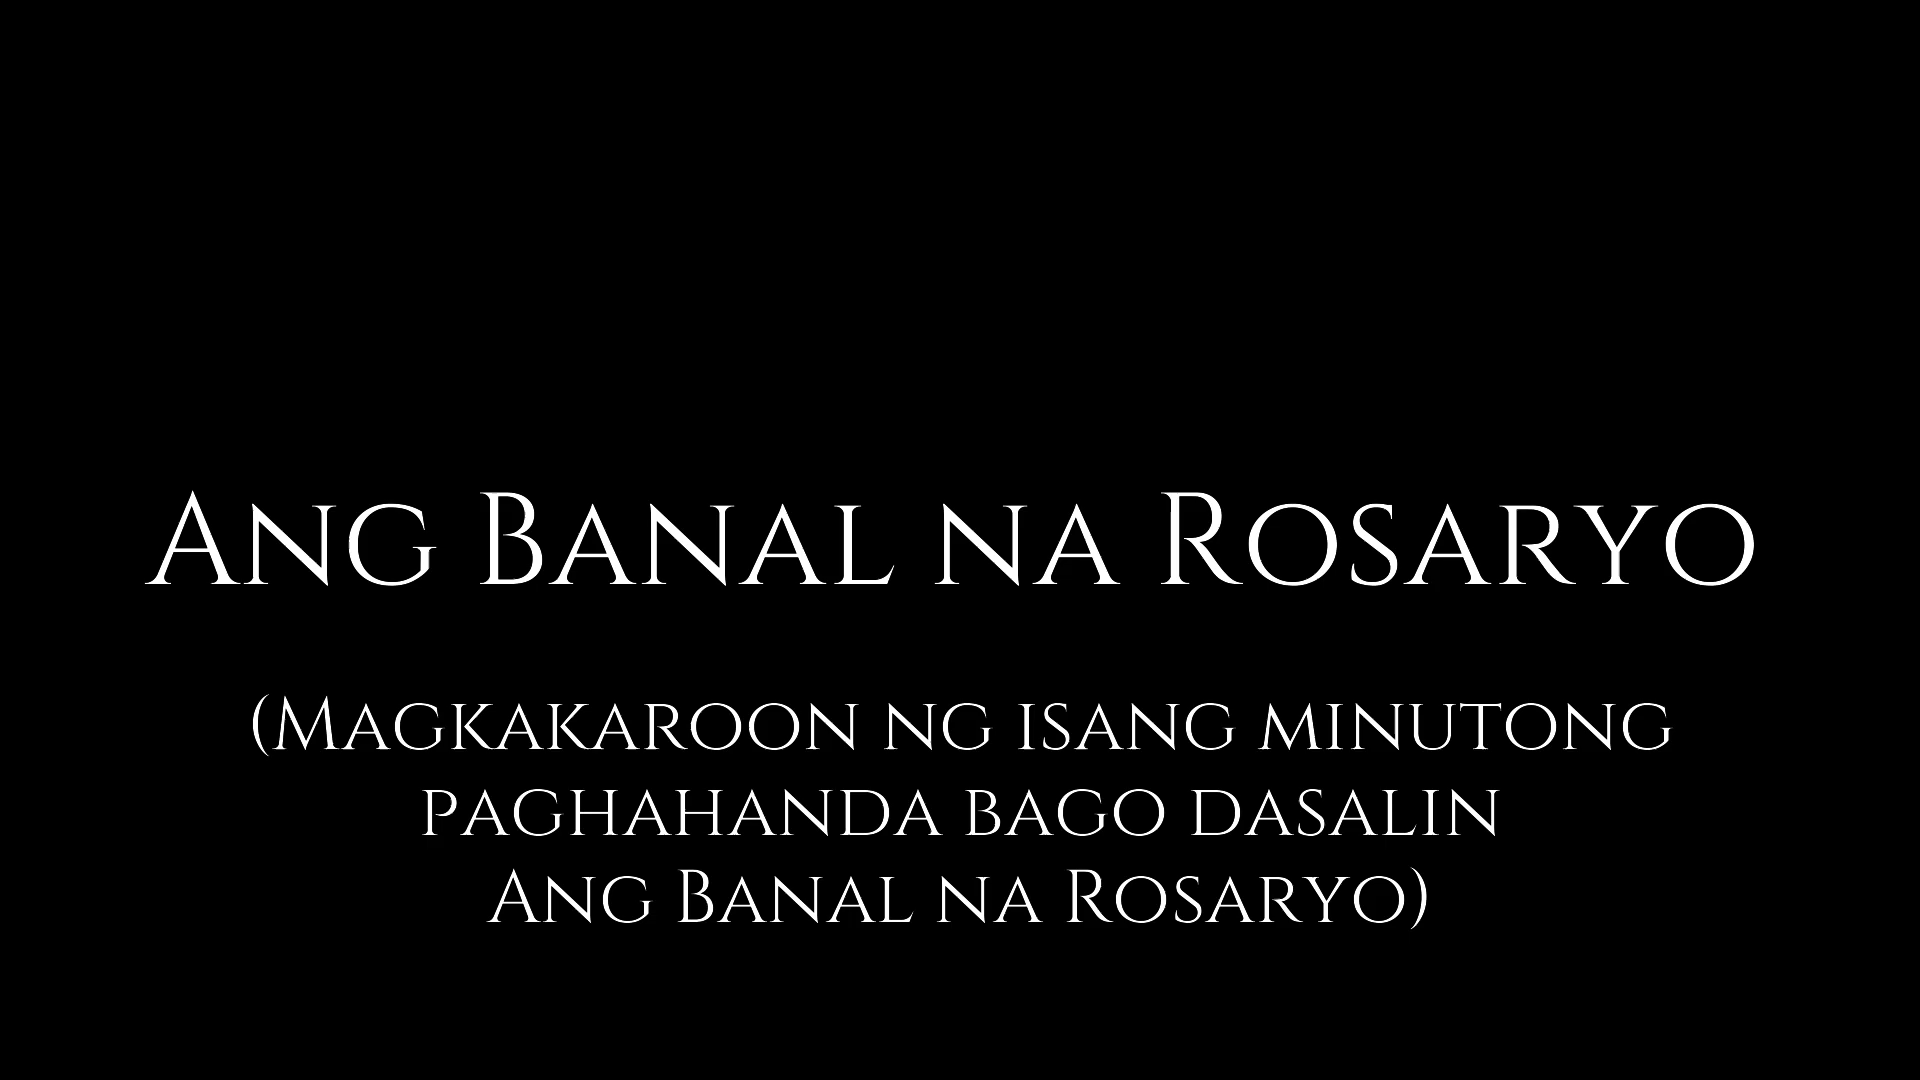 Ang Banal na Rosaryo
(Magkakaroon ng isang minutong
paghahanda bago dasalin
Ang Banal na Rosaryo)